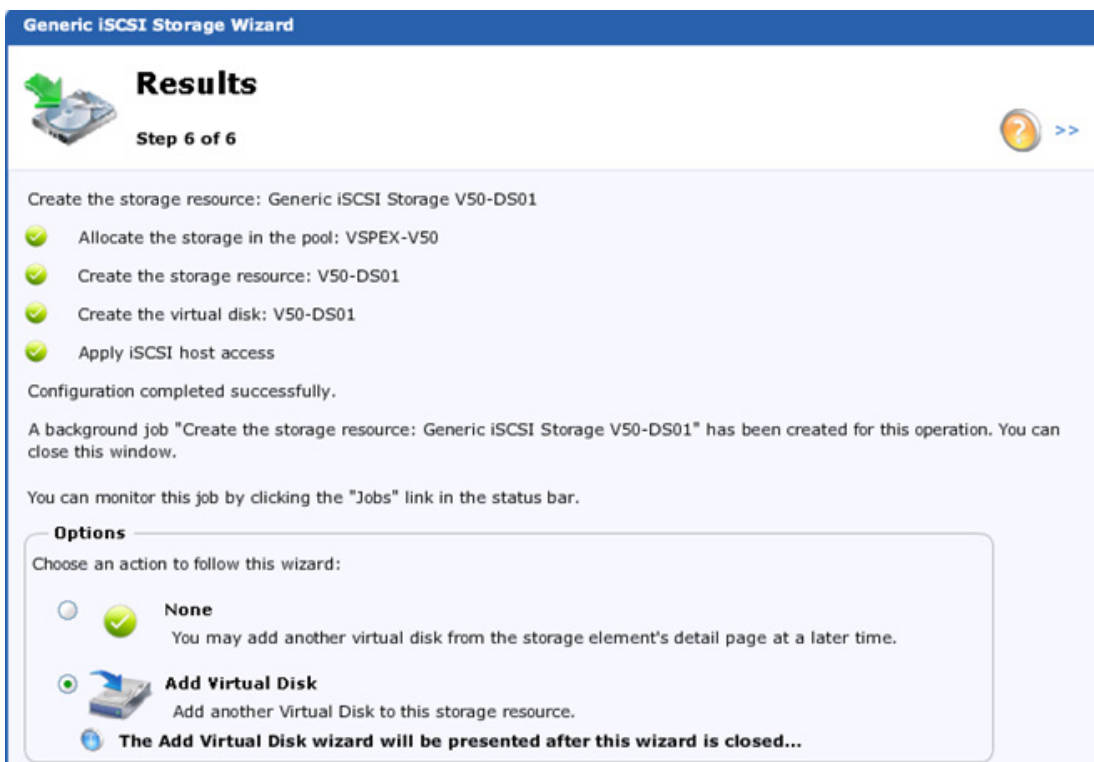 Generic iSCSI Storage Wizard
Results
Step 6 of 6
? >>
Create the storage resource: Generic iSCSI Storage V50-DS01
Allocate the storage in the pool: VSPEX-V50
Create the storage resource: V50-DS01
Create the virtual disk: V50-DS01
Apply iSCSI host access
Configuration completed successfully.
A background job "Create the storage resource: Generic iSCSI Storage V50-DS01" has been created for this operation. You can
close this window.
You can monitor this job by clicking the "Jobs" link in the status bar.
Options
Choose an action to follow this wizard:
None
You may add another virtual disk from the storage element's detail page at a later time.
Add Virtual Disk
Add another Virtual Disk to this storage resource.
The Add Virtual Disk wizard will be presented after this wizard is closed...